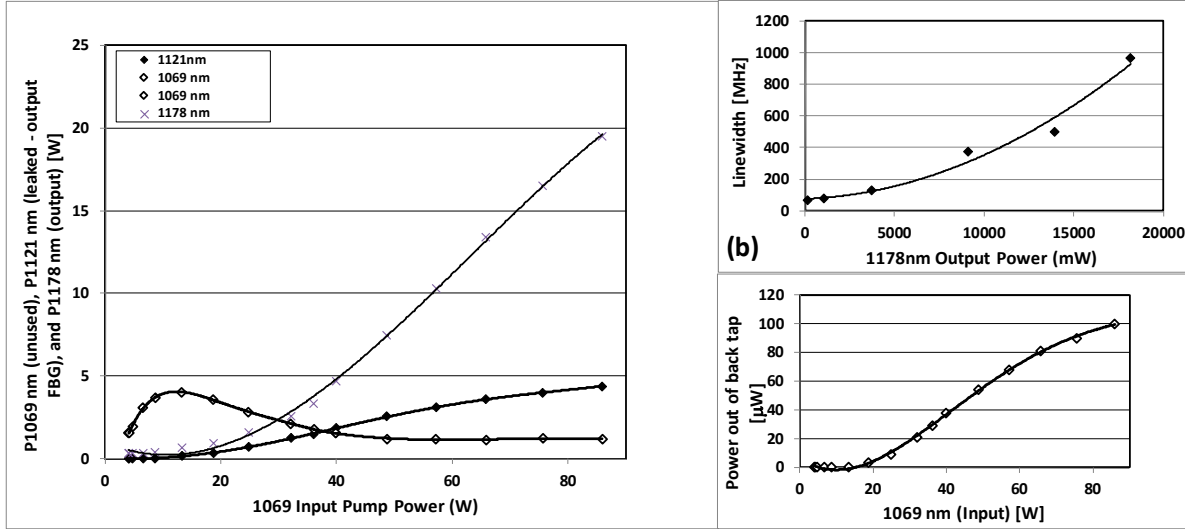 P1069 nm (unused), P1121 nm (leaked - output
FBG), and P1178 nm (output) [W]
25
20
15
10
5
0
1121nm
1069 nm
1069 nm
1178 nm
0 20 40 60 80
1069 Input Pump Power (W)
Linewidth [MHz]
1200
1000
800
600
400
200
0
0 5000 10000 15000 20000
(b)
1178nm Output Power (mW)
Power out of back tap
[µW]
120
100
80
60
40
20
0
0 20 40 60 80
1069 nm (Input) [W]